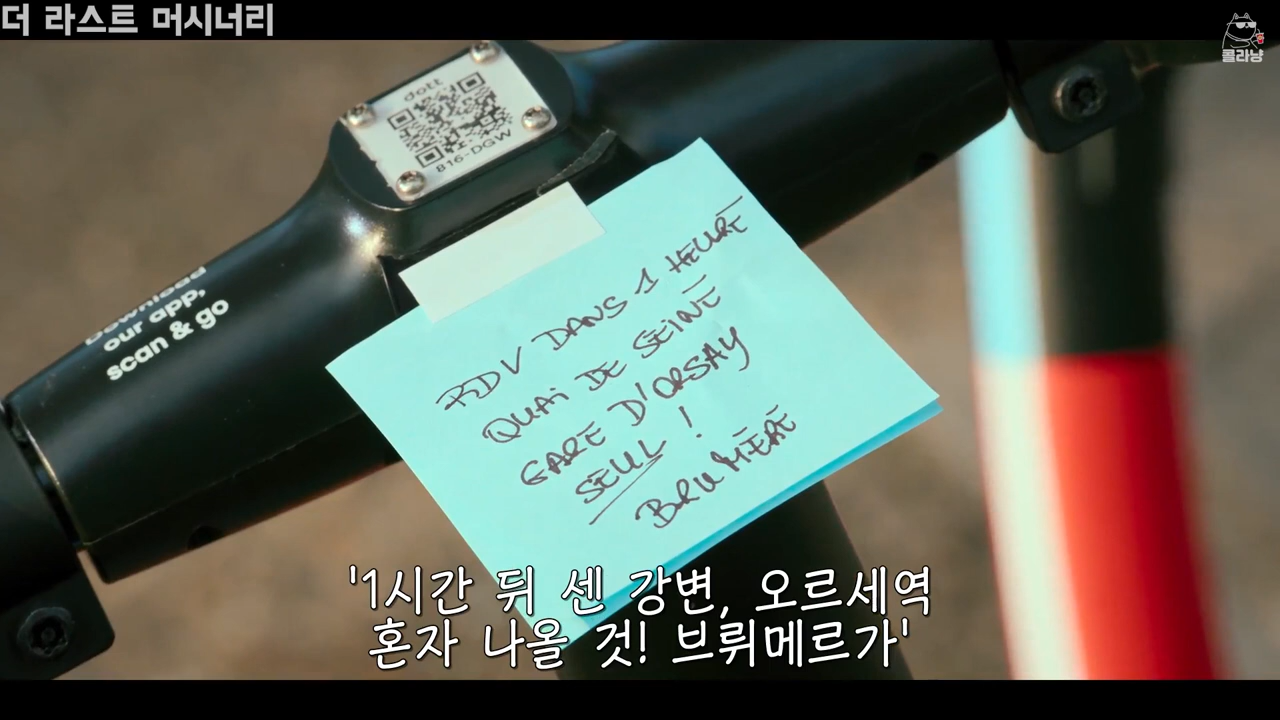 더 라스트 머시너리
콜라냥
dott
816-DGW
Download
our app,
scan & go
RDV DANS 1 HEURE
QUAI DE SEINE
GARE D'ORSAY
SEUL !
BRUMÈRE
'1시간 뒤 센 강변, 오르세역
혼자 나올 것! 브뤼메르가'